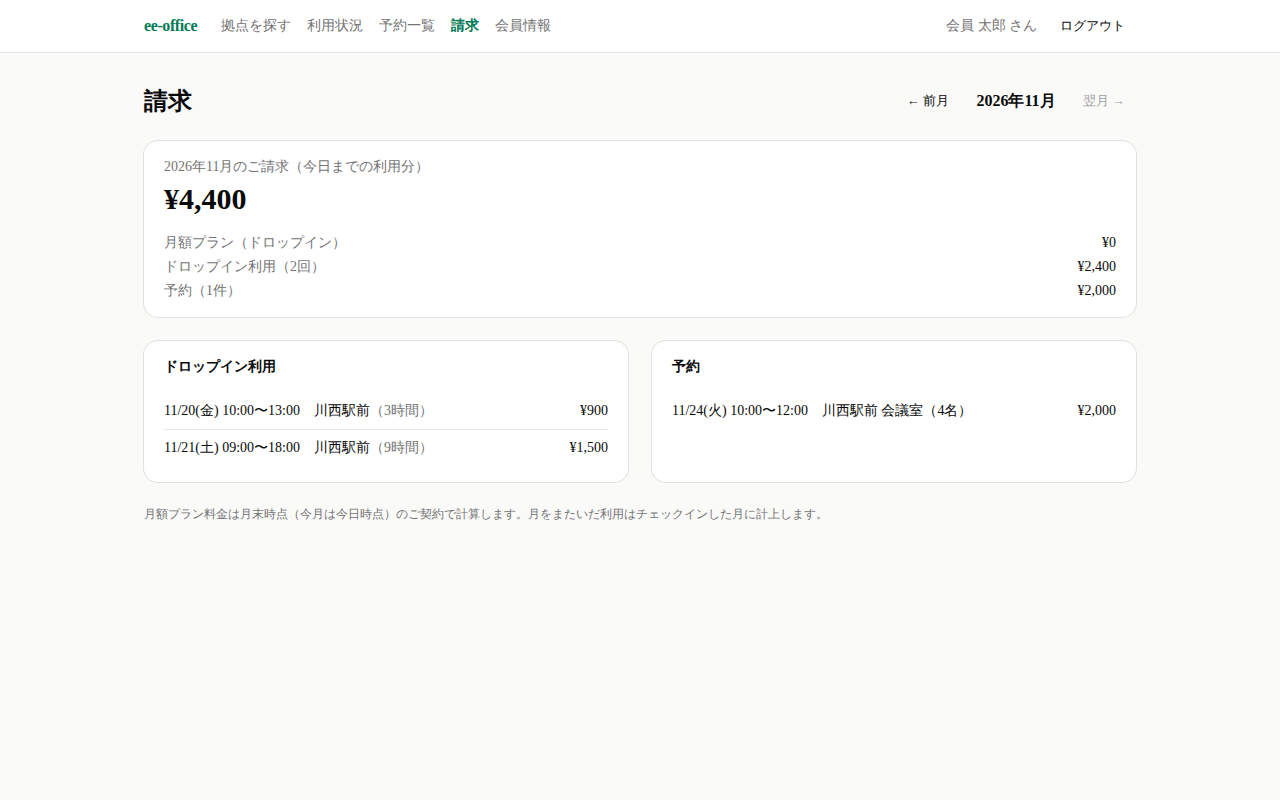 ee-office 拠点を探す 利用状況 予約一覧 請求 会員情報 会員 太郎 さん ログアウト
請求 ← 前月 2026年11月 翌月 →
2026年11月のご請求（今日までの利用分）
¥4,400
月額プラン（ドロップイン） ¥0
ドロップイン利用（2回） ¥2,400
予約（1件） ¥2,000
ドロップイン利用
11/20(金) 10:00〜13:00 川西駅前（3時間） ¥900
11/21(土) 09:00〜18:00 川西駅前（9時間） ¥1,500
予約
11/24(火) 10:00〜12:00 川西駅前 会議室（4名） ¥2,000
月額プラン料金は月末時点（今月は今日時点）のご契約で計算します。月をまたいだ利用はチェックインした月に計上します。